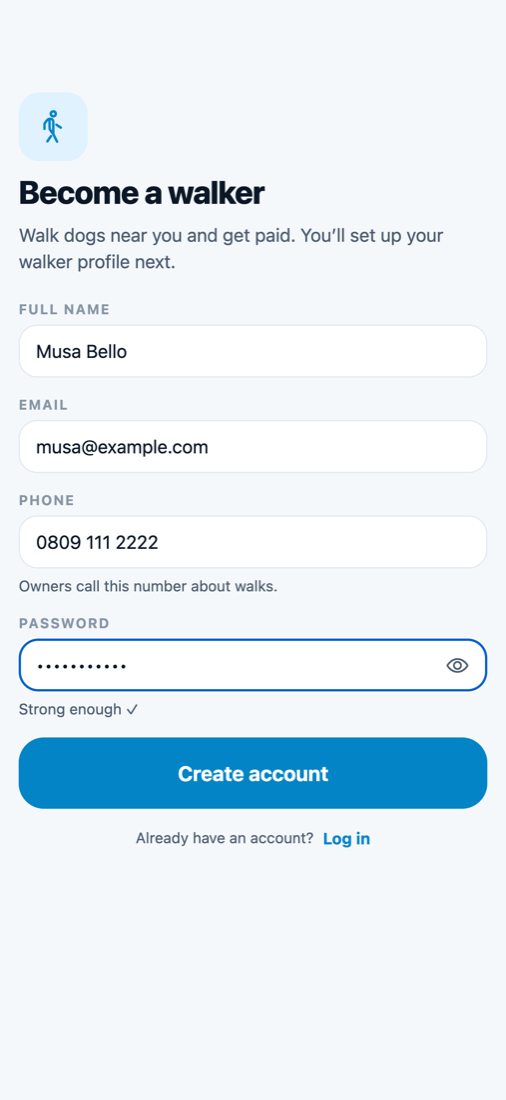 Become a walker
Walk dogs near you and get paid. You’ll set up your
walker profile next.
FULL NAME
Musa Bello
EMAIL
musa@example.com
PHONE
0809 111 2222
Owners call this number about walks.
PASSWORD
•••••••••••
Strong enough ✓
Create account
Already have an account? Log in